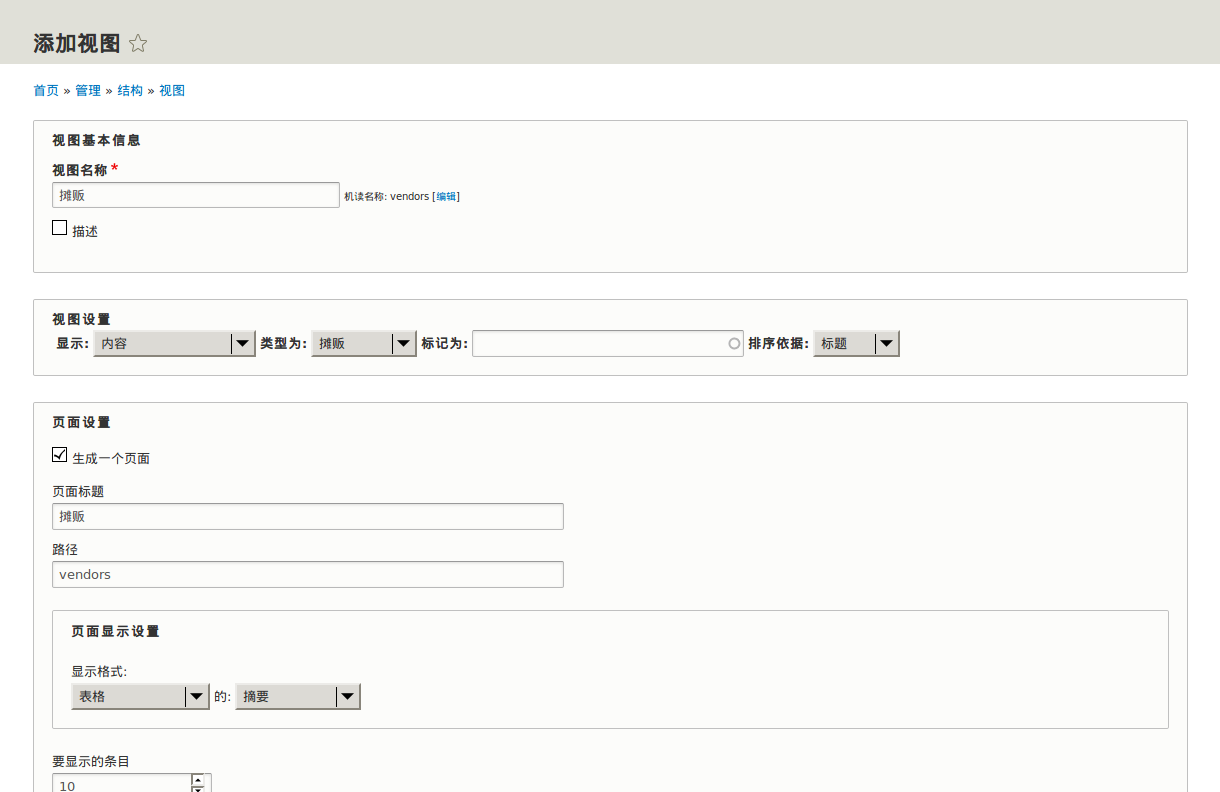 添加视图
首页 » 管理 » 结构 » 视图
视图基本信息
视图名称 *
摊贩 机读名称: vendors [编辑]
描述
视图设置
显示: 内容 类型为: 摊贩 标记为: 排序依据: 标题
页面设置
生成一个页面
页面标题
摊贩
路径
vendors
页面显示设置
显示格式:
表格 的: 摘要
要显示的条目
10